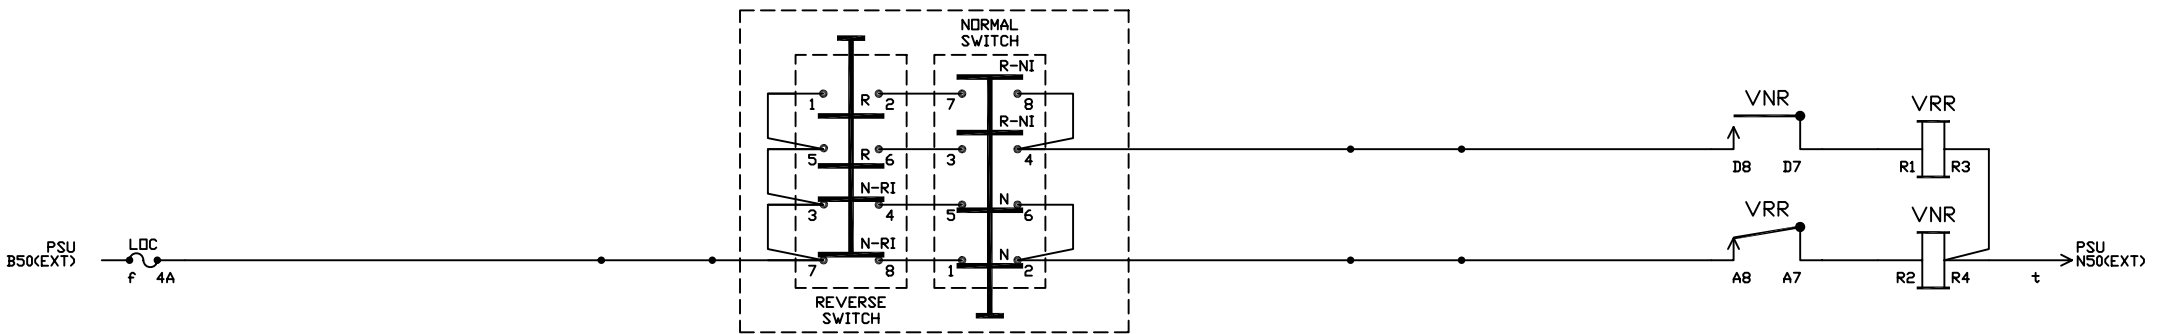 NORMAL
SWITCH
R-NI
1
R
2
7
8
R-NI
VNR
VRR
5
R
6
3
4
D8
D7
R1
R3
N-RI
N
3
4
5
6
VRR
VNR
PSU
B50(EXT)
LOC
f
4A
N-RI
N
7
8
1
2
A8
A7
R2
R4
t
PSU
N50(EXT)
REVERSE
SWITCH